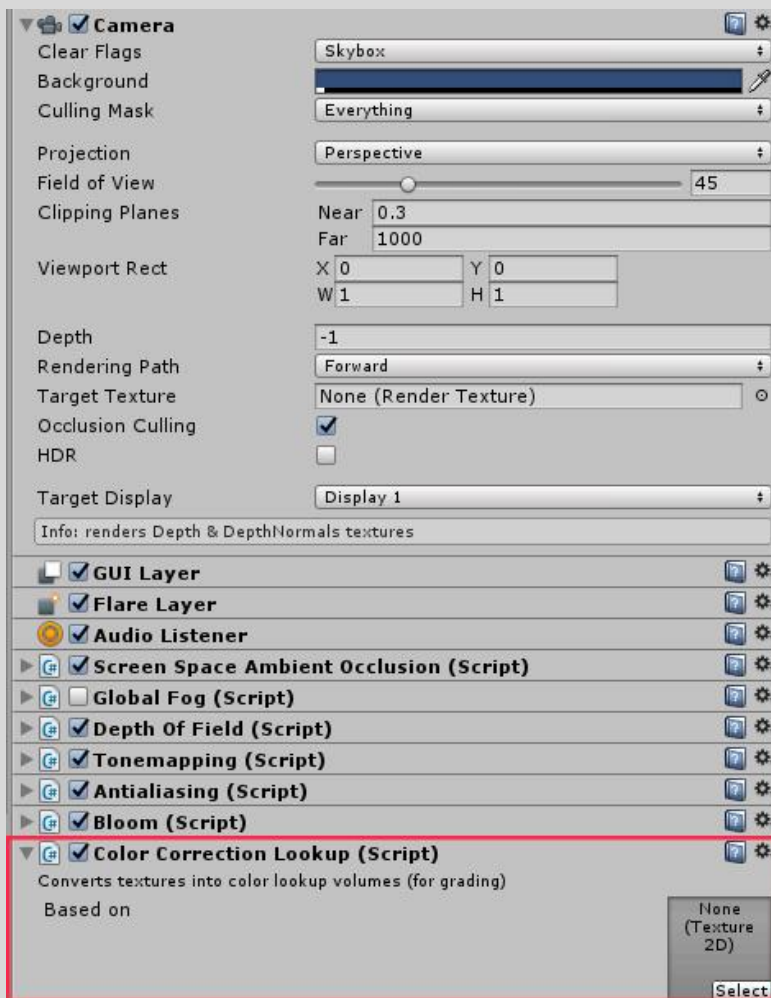 Camera
Clear Flags Skybox
Background
Culling Mask Everything
Projection Perspective
Field of View 45
Clipping Planes Near 0.3
Far 1000
Viewport Rect X 0 Y 0
W 1 H 1
Depth -1
Rendering Path Forward
Target Texture None (Render Texture)
Occlusion Culling
HDR
Target Display Display 1
Info: renders Depth & DepthNormals textures
GUI Layer
Flare Layer
Audio Listener
Screen Space Ambient Occlusion (Script)
Global Fog (Script)
Depth Of Field (Script)
Tonemapping (Script)
Antialiasing (Script)
Bloom (Script)
Color Correction Lookup (Script)
Converts textures into color lookup volumes (for grading)
Based on None
(Texture
2D)
Select